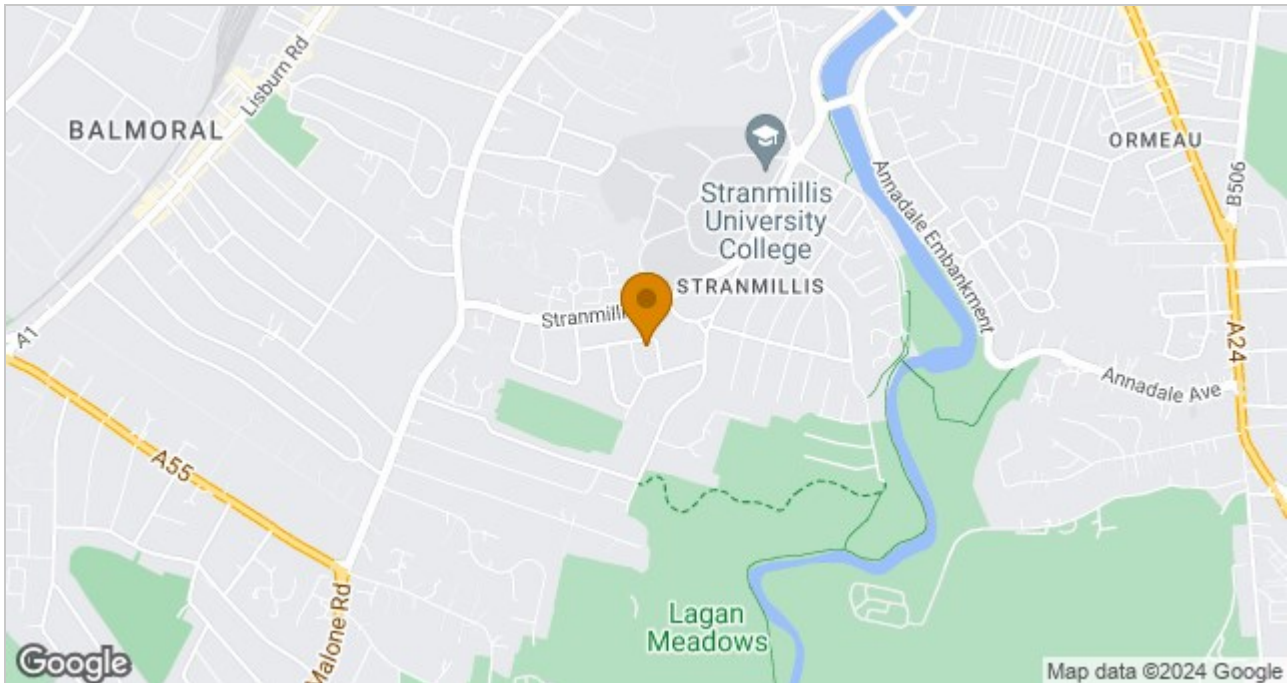 Lisburn Rd
BALMORAL
ORMEAU
B506
Stranmillis
University
College
Annadale Embankment
STRANMILLIS
Stranmilli
A1
A24
Annadale Ave
A55
Malone Rd
Lagan
Meadows
Google
Map data ©2024 Google